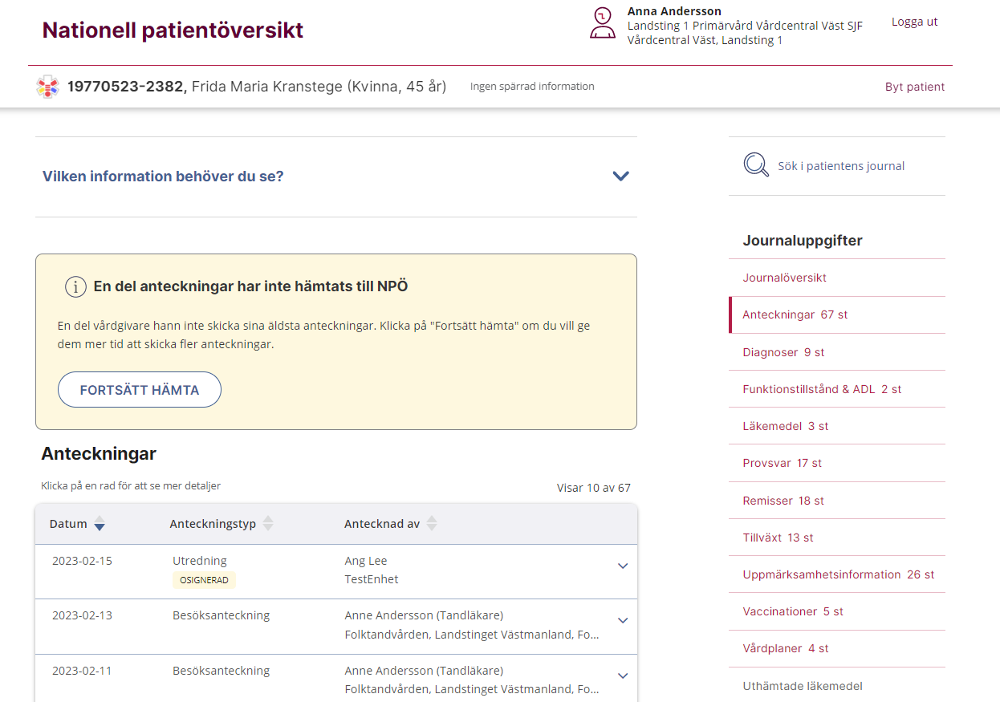 Nationell patientöversikt
Anna Andersson
Landsting 1 Primärvård Vårdcentral Väst SJF
Vårdcentral Väst, Landsting 1
Logga ut
19770523-2382, Frida Maria Kranstege (Kvinna, 45 år)
Ingen spärrad information
Byt patient
Vilken information behöver du se?
En del anteckningar har inte hämtats till NPÖ
En del vårdgivare hann inte skicka sina äldsta anteckningar. Klicka på "Fortsätt hämta" om du vill ge
dem mer tid att skicka fler anteckningar.
FORTSÄTT HÄMTA
Anteckningar
Klicka på en rad för att se mer detaljer
Visar 10 av 67
Datum Anteckningstyp Antecknad av
2023-02-15 Utredning Ang Lee
OSIGNERAD TestEnhet
2023-02-13 Besöksanteckning Anne Andersson (Tandläkare)
Folktandvården, Landstinget Västmanland, Fo...
2023-02-11 Besöksanteckning Anne Andersson (Tandläkare)
Folktandvården, Landstinget Västmanland, Fo...
Sök i patientens journal
Journaluppgifter
Journalöversikt
Anteckningar 67 st
Diagnoser 9 st
Funktionstillstånd & ADL 2 st
Läkemedel 3 st
Provsvar 17 st
Remisser 18 st
Tillväxt 13 st
Uppmärksamhetsinformation 26 st
Vaccinationer 5 st
Vårdplaner 4 st
Uthämtade läkemedel